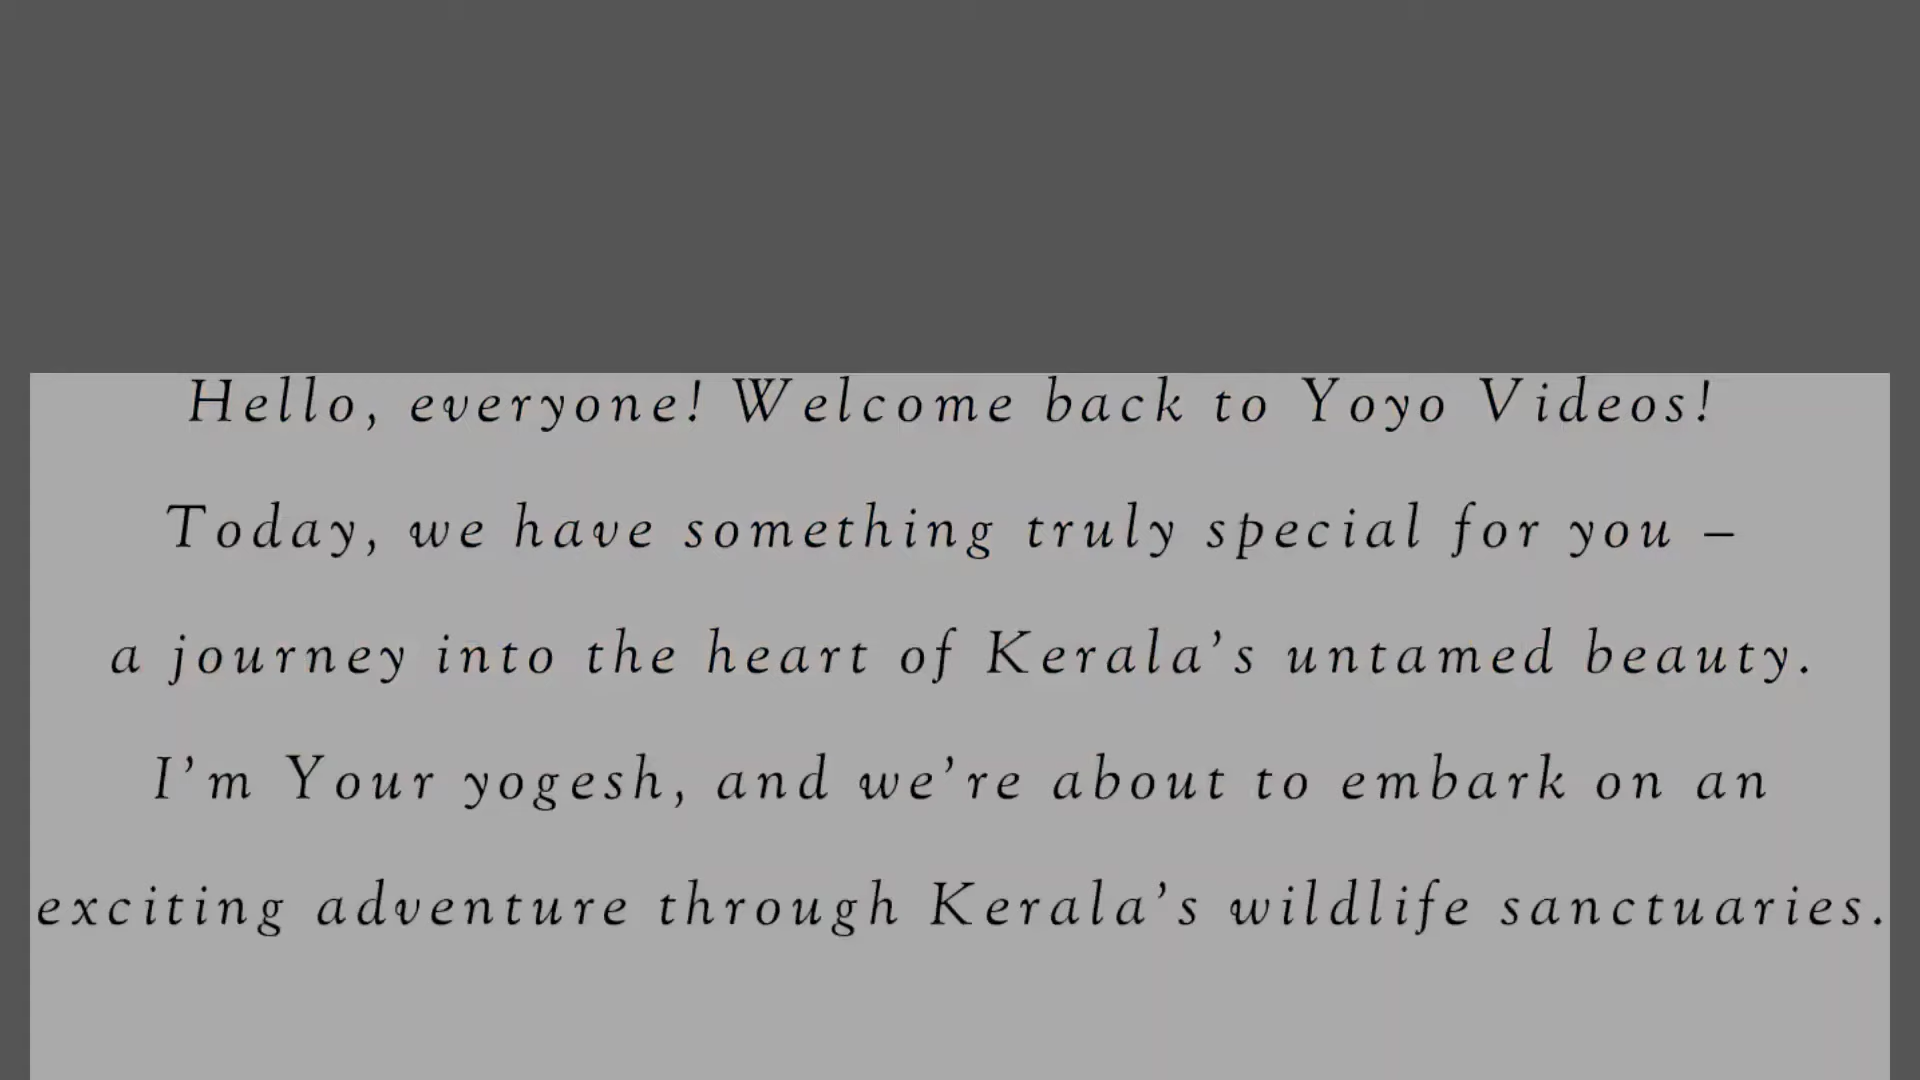 Hello, everyone! Welcome back to Yoyo Videos!
Today, we have something truly special for you –
a journey into the heart of Kerala’s untamed beauty.
I’m Your yogesh, and we’re about to embark on an
exciting adventure through Kerala’s wildlife sanctuaries.